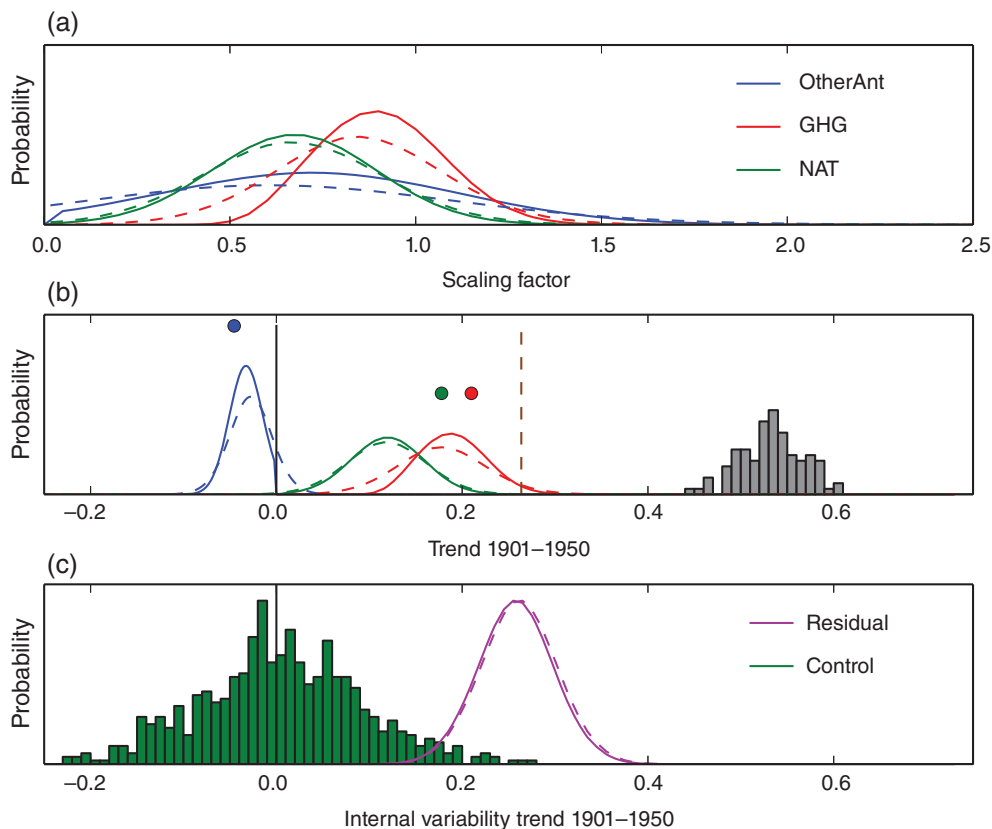 (a)
Probability
OtherAnt
GHG
NAT
0.0 0.5 1.0 1.5 2.0 2.5
Scaling factor
(b)
Probability
−0.2 0.0 0.2 0.4 0.6
Trend 1901–1950
(c)
Probability
Residual
Control
−0.2 0.0 0.2 0.4 0.6
Internal variability trend 1901–1950